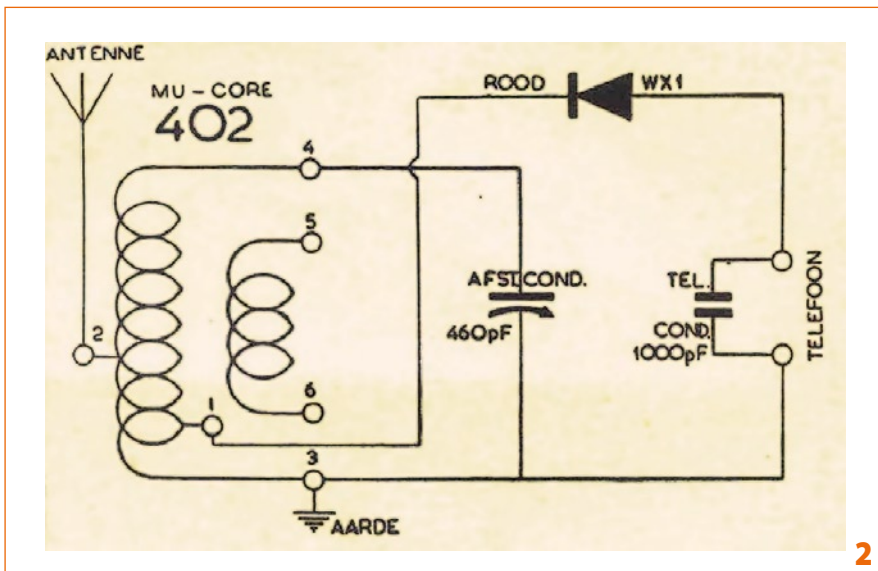 ANTENNE
MU-CORE
402
ROOD
WX1
4
5
2
AFST.COND.
460pF
TEL.
COND.
1000pF
TELEFOON
1
6
3
AARDE
2